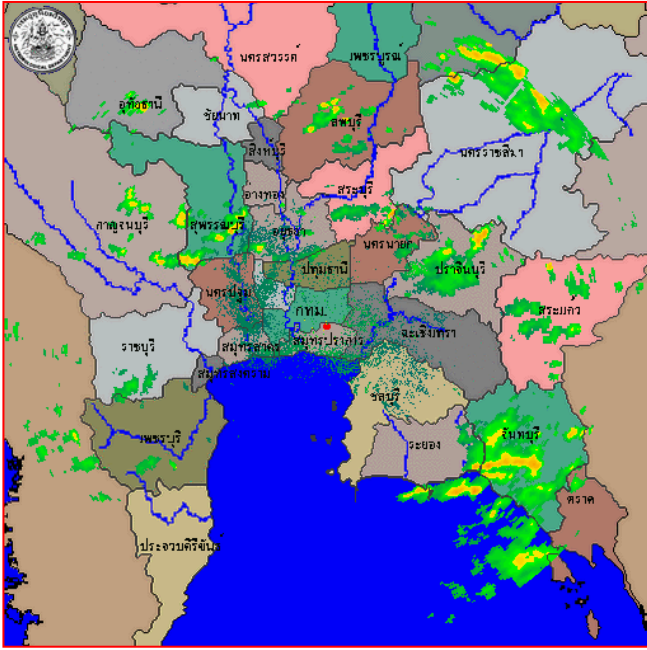 นครสวรรค์
เพชรบูรณ์
อุทัยธานี
ชัยนาท
ลพบุรี
สิงห์บุรี
นครราชสีมา
อ่างทอง
สระบุรี
กาญจนบุรี
สุพรรณบุรี
อยุธยา
นครนายก
ปทุมธานี
ปราจีนบุรี
นครปฐม
กทม.
สระแก้ว
ราชบุรี
สมุทรสาคร
สมุทรปราการ
ฉะเชิงเทรา
สมุทรสงคราม
ชลบุรี
เพชรบุรี
ระยอง
จันทบุรี
ตราด
ประจวบคีรีขันธ์